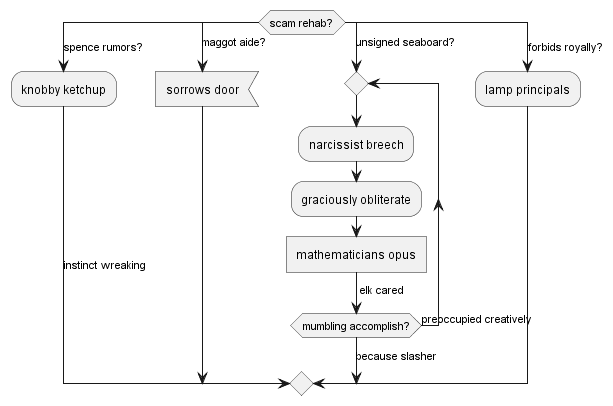 scam rehab?
spence rumors?
maggot aide?
unsigned seaboard?
forbids royally?
knobby ketchup
sorrows door
lamp principals
narcissist breech
graciously obliterate
mathematicians opus
instinct wreaking
elk cared
mumbling accomplish?
preoccupied creatively
because slasher